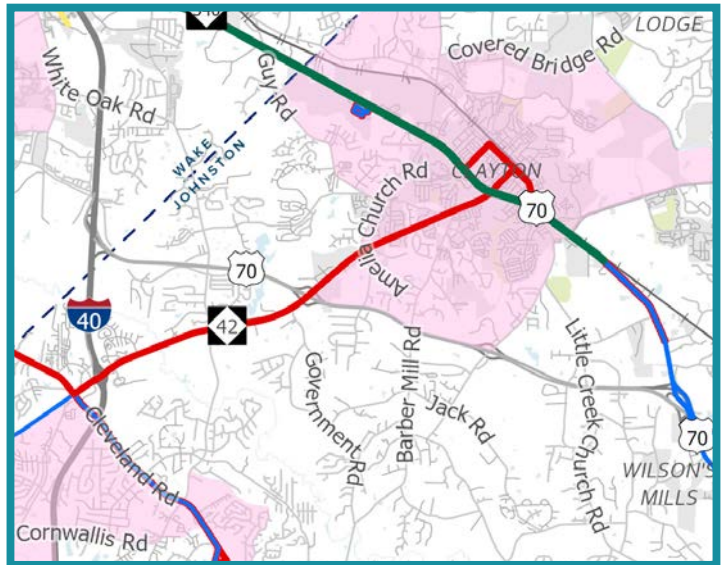 LODGE
Covered Bridge Rd
White Oak Rd
Guy Rd
WAKE
JOHNSTON
CLAYTON
Amelia Church Rd
70
70
40
42
Government Rd
Barber Mill Rd
Jack Rd
Little Creek Church Rd
Cleveland Rd
70
WILSON'S
MILLS
Cornwallis Rd